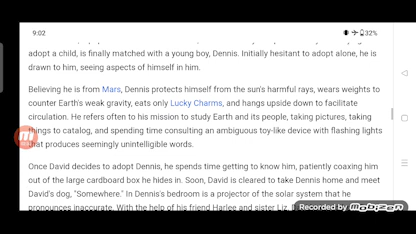 9:02
32%
adopt a child, is finally matched with a young boy, Dennis. Initially hesitant to adopt alone, he is
drawn to him, seeing aspects of himself in him.
Believing he is from Mars, Dennis protects himself from the sun's harmful rays, wears weights to
counter Earth's weak gravity, eats only Lucky Charms, and hangs upside down to facilitate
circulation. He refers often to his mission to study Earth and its people, taking pictures, taking
things to catalog, and spending time consulting an ambiguous toy-like device with flashing lights
that produces seemingly unintelligible words.
Once David decides to adopt Dennis, he spends time getting to know him, patiently coaxing him
out of the large cardboard box he hides in. Soon, David is cleared to take Dennis home and meet
David's dog, "Somewhere." In Dennis's bedroom is a projector of the solar system that he
pronounces inaccurate. With the help of his friend Harlee and sister Liz,
Recorded by Mobizen